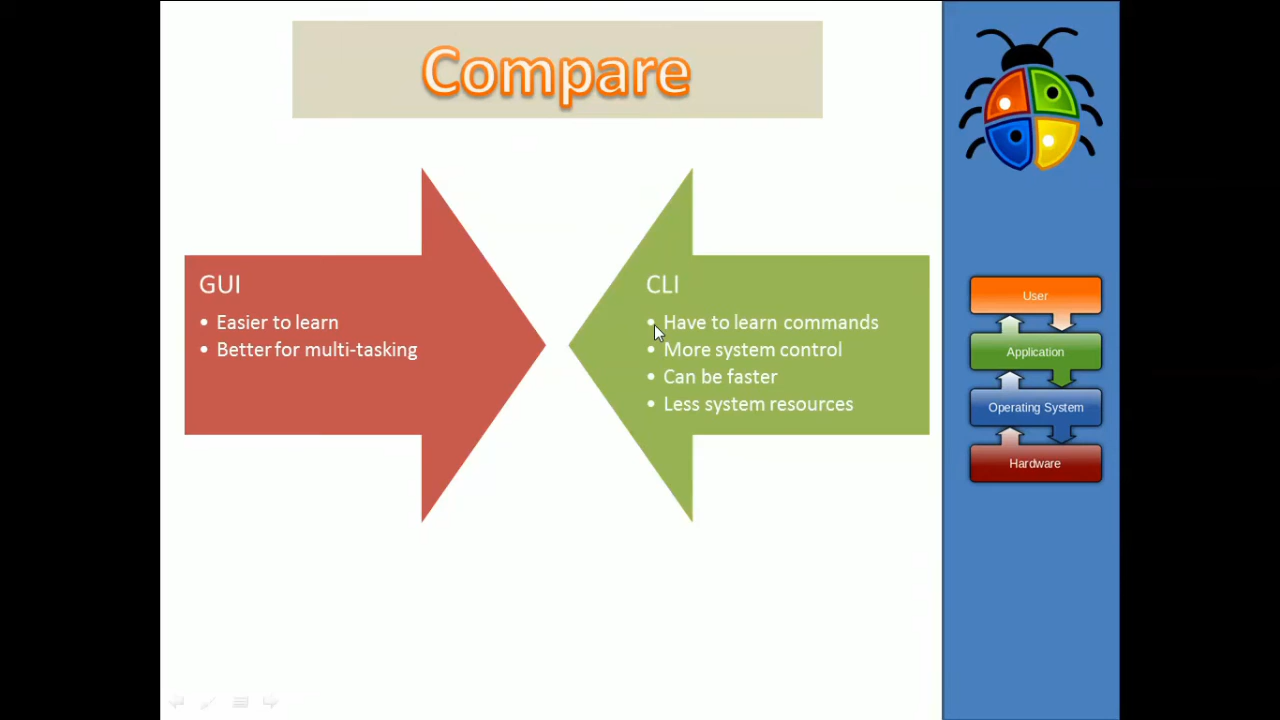 Compare
GUI
• Easier to learn
• Better for multi-tasking
CLI
• Have to learn commands
• More system control
• Can be faster
• Less system resources
User
Application
Operating System
Hardware